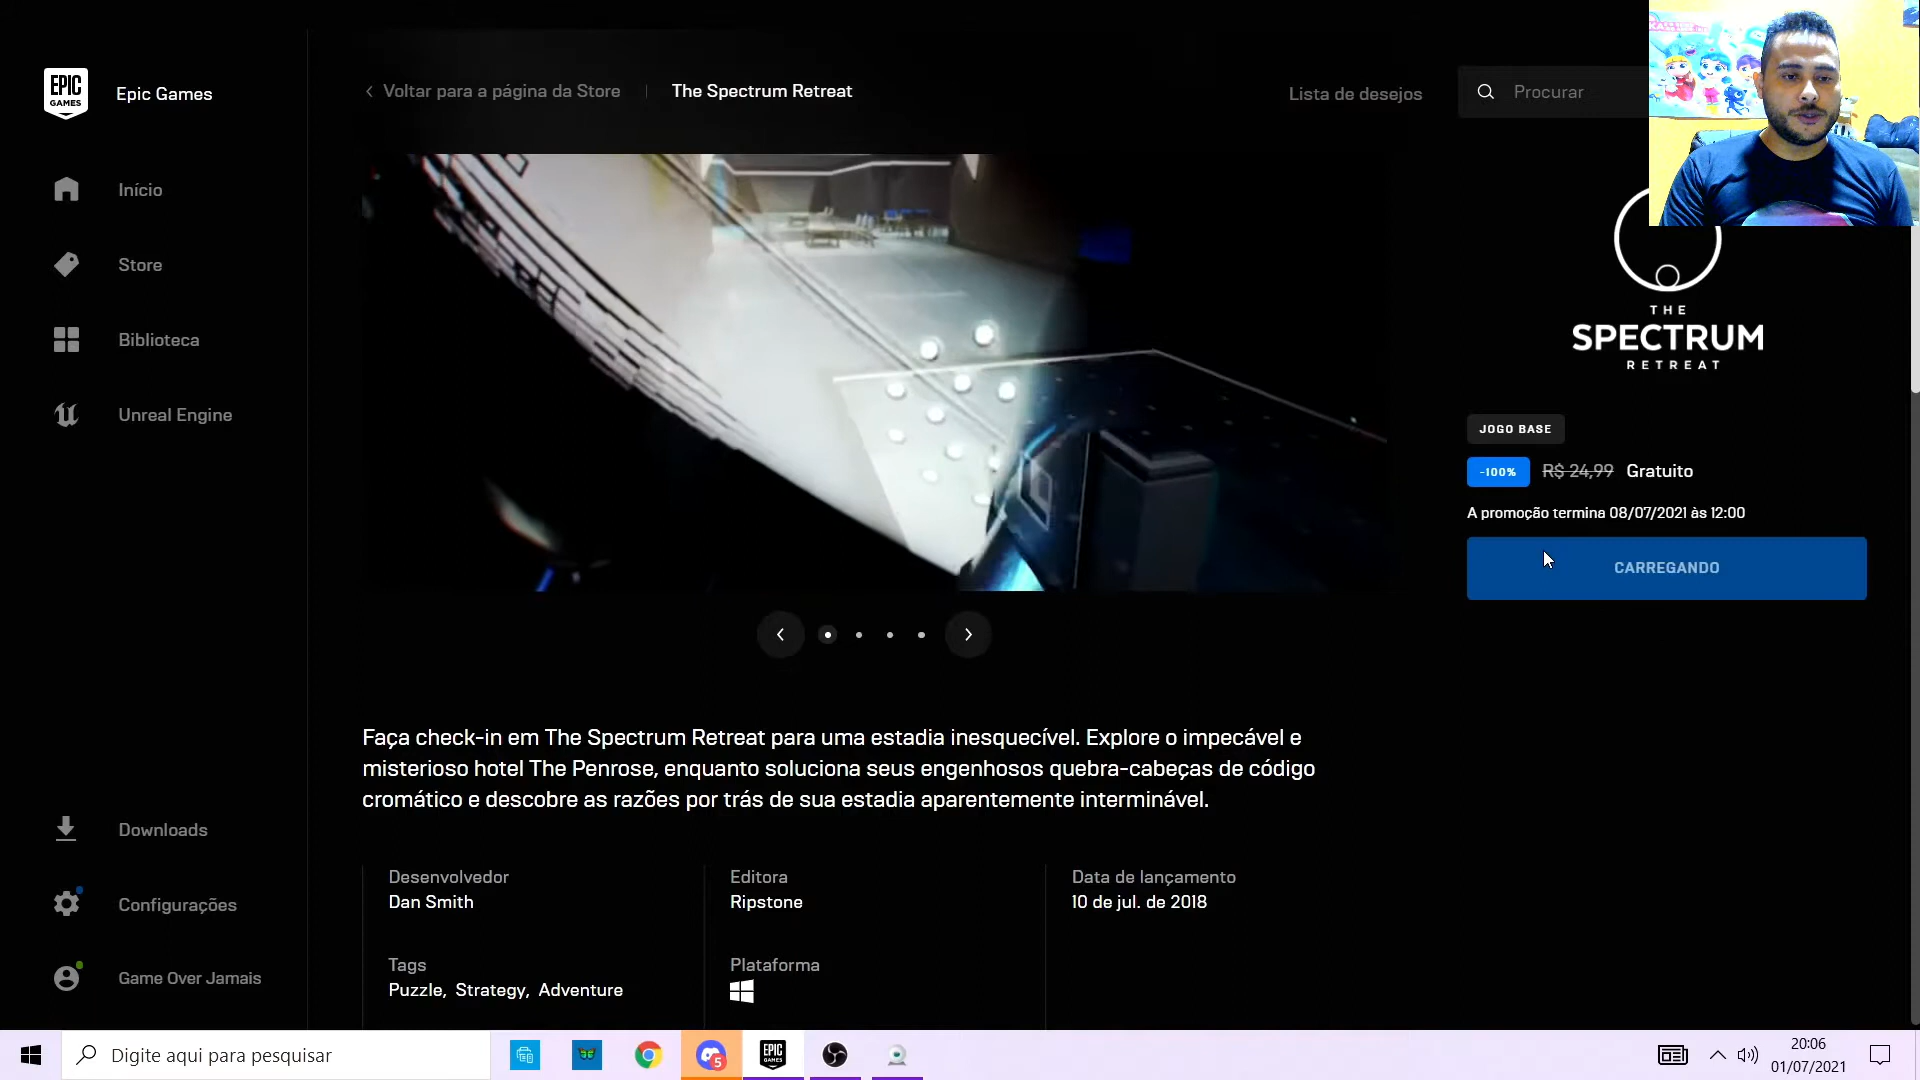 EPIC
GAMES
Epic Games
Voltar para a página da Store
The Spectrum Retreat
Lista de desejos
Procurar
Início
Store
Biblioteca
Unreal Engine
THE
SPECTRUM
RETREAT
JOGO BASE
-100%
R$ 24,99
Gratuito
A promoção termina 08/07/2021 às 12:00
CARREGANDO
Faça check-in em The Spectrum Retreat para uma estadia inesquecível. Explore o impecável e
misterioso hotel The Penrose, enquanto soluciona seus engenhosos quebra-cabeças de código
cromático e descobre as razões por trás de sua estadia aparentemente interminável.
Downloads
Configurações
Game Over Jamais
Desenvolvedor
Dan Smith
Editora
Ripstone
Data de lançamento
10 de jul. de 2018
Tags
Puzzle, Strategy, Adventure
Plataforma
Digite aqui para pesquisar
5
EPIC
GAMES
20:06
01/07/2021